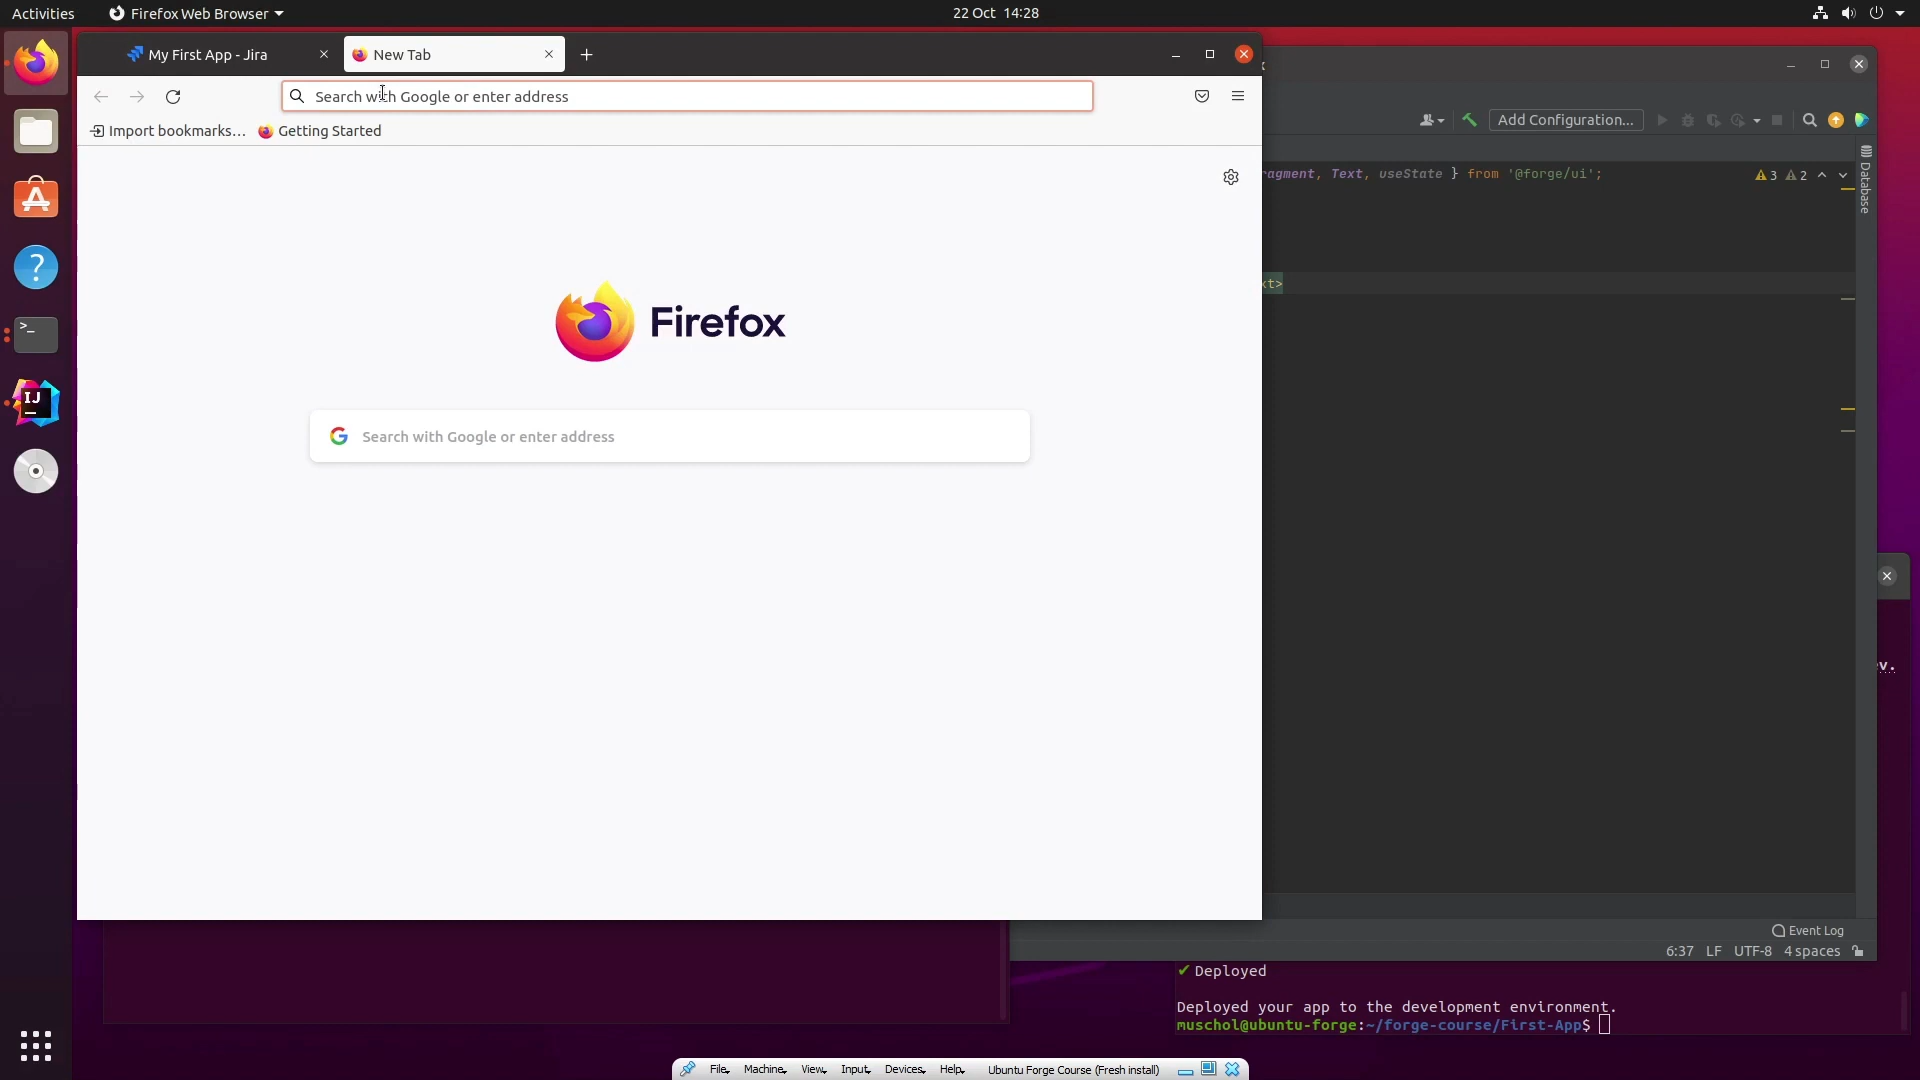 Activities
Firefox Web Browser
22 Oct 14:28
My First App - Jira
New Tab
Search with Google or enter address
Import bookmarks...
Getting Started
Firefox
Search with Google or enter address
Add Configuration...
ragment, Text, useState } from '@forge/ui';
3
2
Database
xt>
IJ
ev.
Event Log
6:37
LF
UTF-8
4 spaces
Deployed
Deployed your app to the development environment.
muschol@ubuntu-forge:~/forge-course/First-App$
File
Machine
View
Input
Devices
Help
Ubuntu Forge Course (Fresh install)